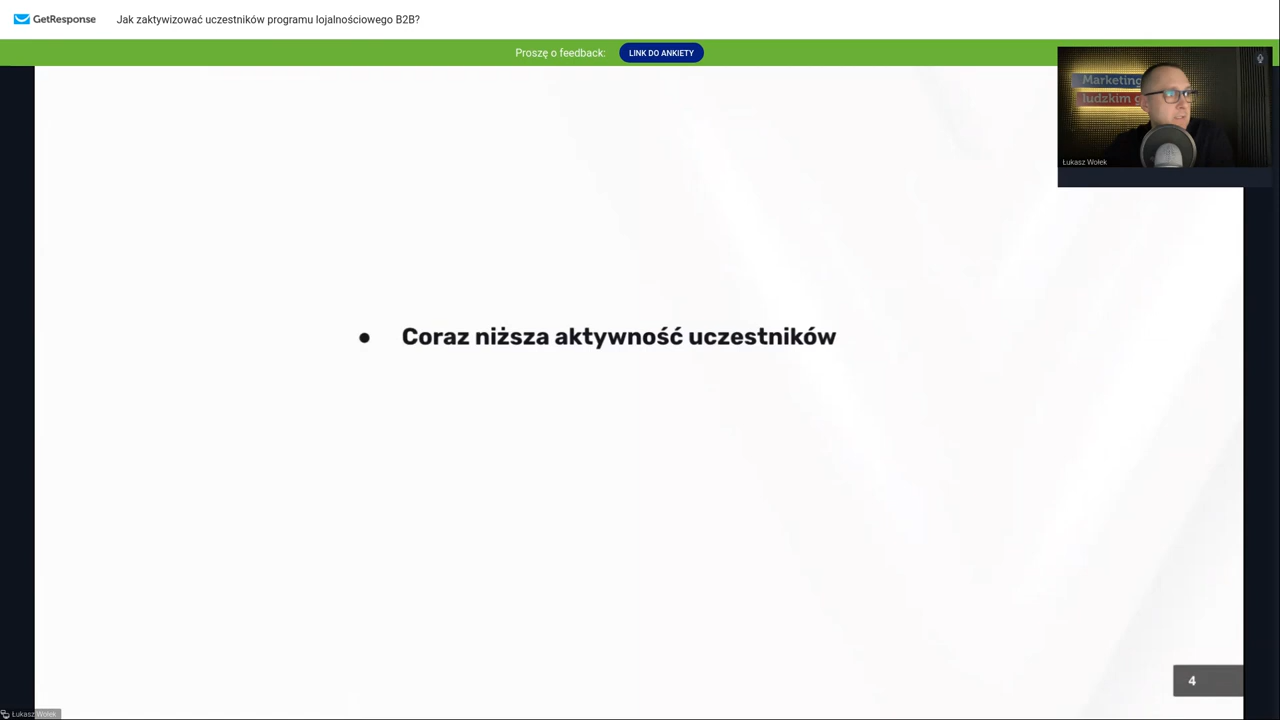 GetResponse
Jak zaktywizować uczestników programu lojalnościowego B2B?
Proszę o feedback:
LINK DO ANKIETY
Marketing
ludzkim g
Łukasz Wołek
● Coraz niższa aktywność uczestników
4
Łukasz Wołek